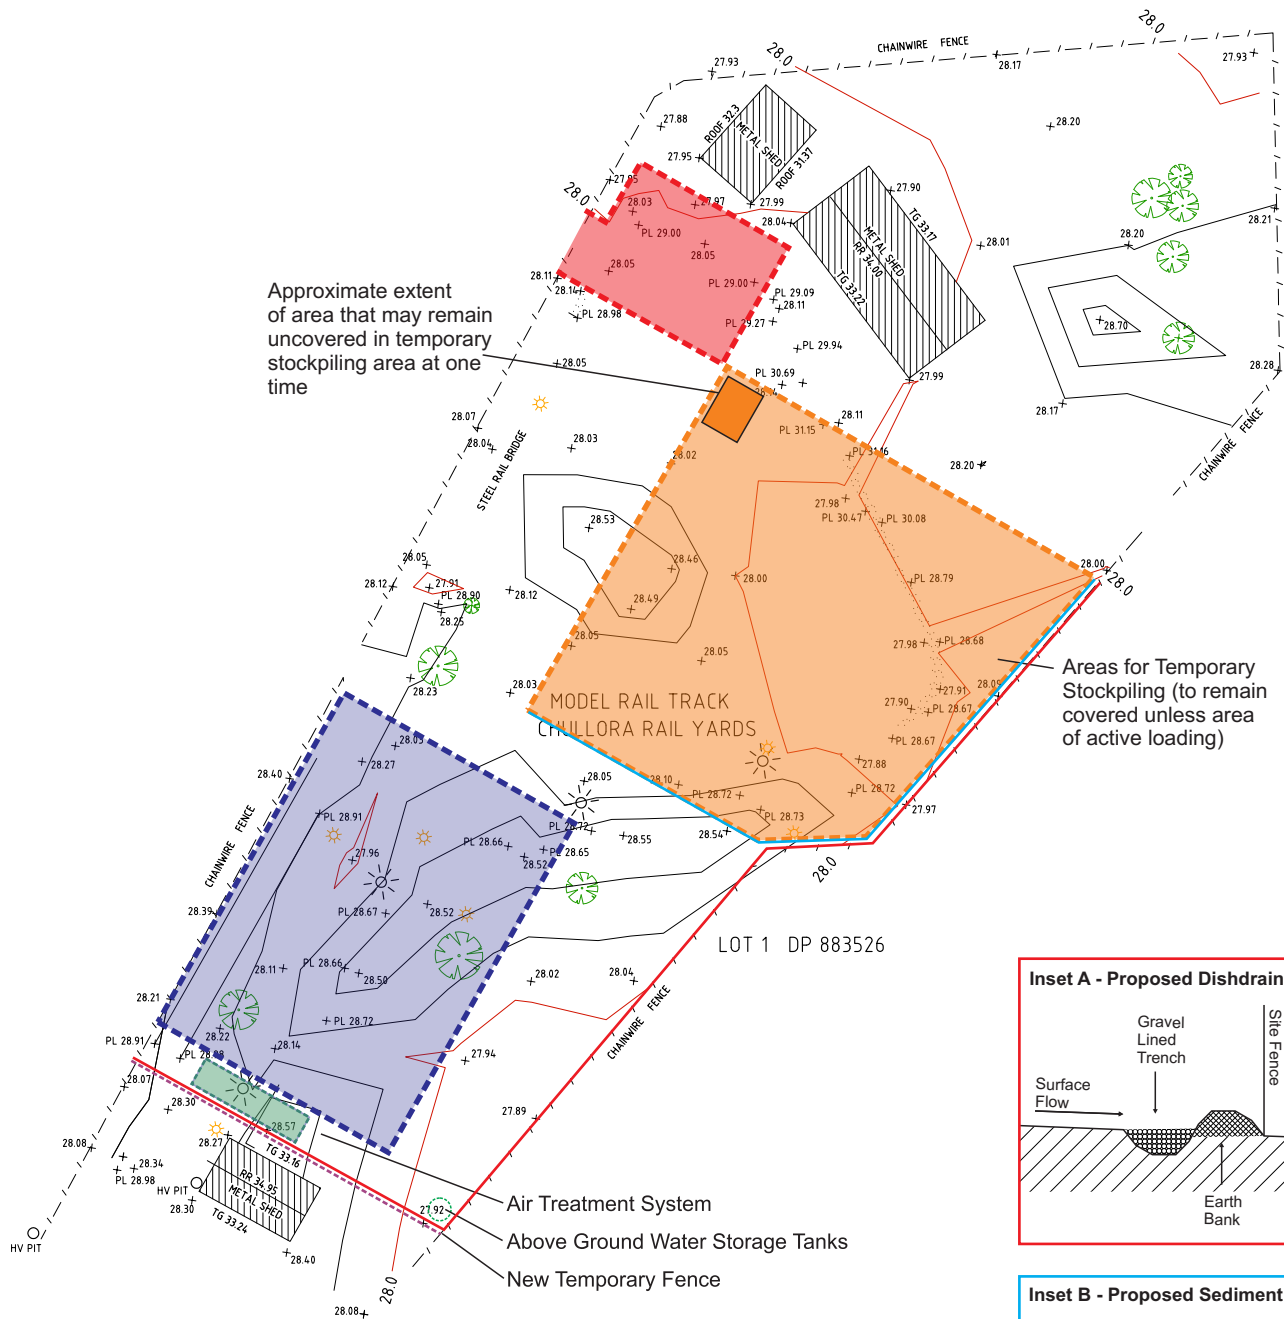 28.0
CHAINWIRE FENCE
28.0
28.17
27.93
27.93
27.88
ROOF 32.3
METAL SHED
ROOF 31.37
28.20
27.95
27.95
27.90
28.0
28.03
27.97
27.99
TG 33.17
28.21
PL 29.00
28.04
METAL SHED
RR 34.00
28.01
28.20
28.05
28.05
TG 33.22
28.11
28.14
PL 29.00
PL 29.09
28.11
Approximate extent
of area that may remain
uncovered in temporary
stockpiling area at one
time
PL 28.98
PL 29.27
28.70
PL 29.94
28.05
28.28
PL 30.69
27.99
28.17
28.07
28.11
PL 31.15
28.04
28.03
CHAINWIRE FENCE
STEEL RAIL BRIDGE
28.02
PL 31.16
28.20
27.98
PL 30.47
PL 30.08
28.53
28.05
28.46
28.00
28.00
28.0
28.12
27.91
PL 28.90
28.12
PL 28.79
28.25
28.49
28.05
27.98
PL 28.68
28.05
Areas for Temporary
Stockpiling (to remain
covered unless area
of active loading)
28.23
28.03
27.91
28.05
MODEL RAIL TRACK
27.90
PL 28.67
CHULLORA RAIL YARDS
28.03
PL 28.67
28.27
27.88
28.40
28.05
28.10
PL 28.72
PL 28.72
27.97
CHAINWIRE FENCE
PL 28.91
PL 28.72
PL 28.73
28.55
28.54
PL 28.66
PL 28.65
27.96
28.52
28.0
28.39
PL 28.67
28.52
LOT 1 DP 883526
28.11
PL 28.66
28.50
28.02
28.04
Inset A - Proposed Dishdrain
28.21
PL 28.72
CHAINWIRE FENCE
Gravel
Lined
Trench
Site Fence
28.22
PL 28.91
28.14
27.94
Surface
Flow
28.07
28.30
27.89
28.57
28.27
28.08
TG 33.16
28.34
PL 28.98
RR 34.95
METAL SHED
HV PIT
28.30
TG 33.24
Air Treatment System
27.92
Earth
Bank
Above Ground Water Storage Tanks
HV PIT
28.40
New Temporary Fence
28.0
28.08
Inset B - Proposed Sediment